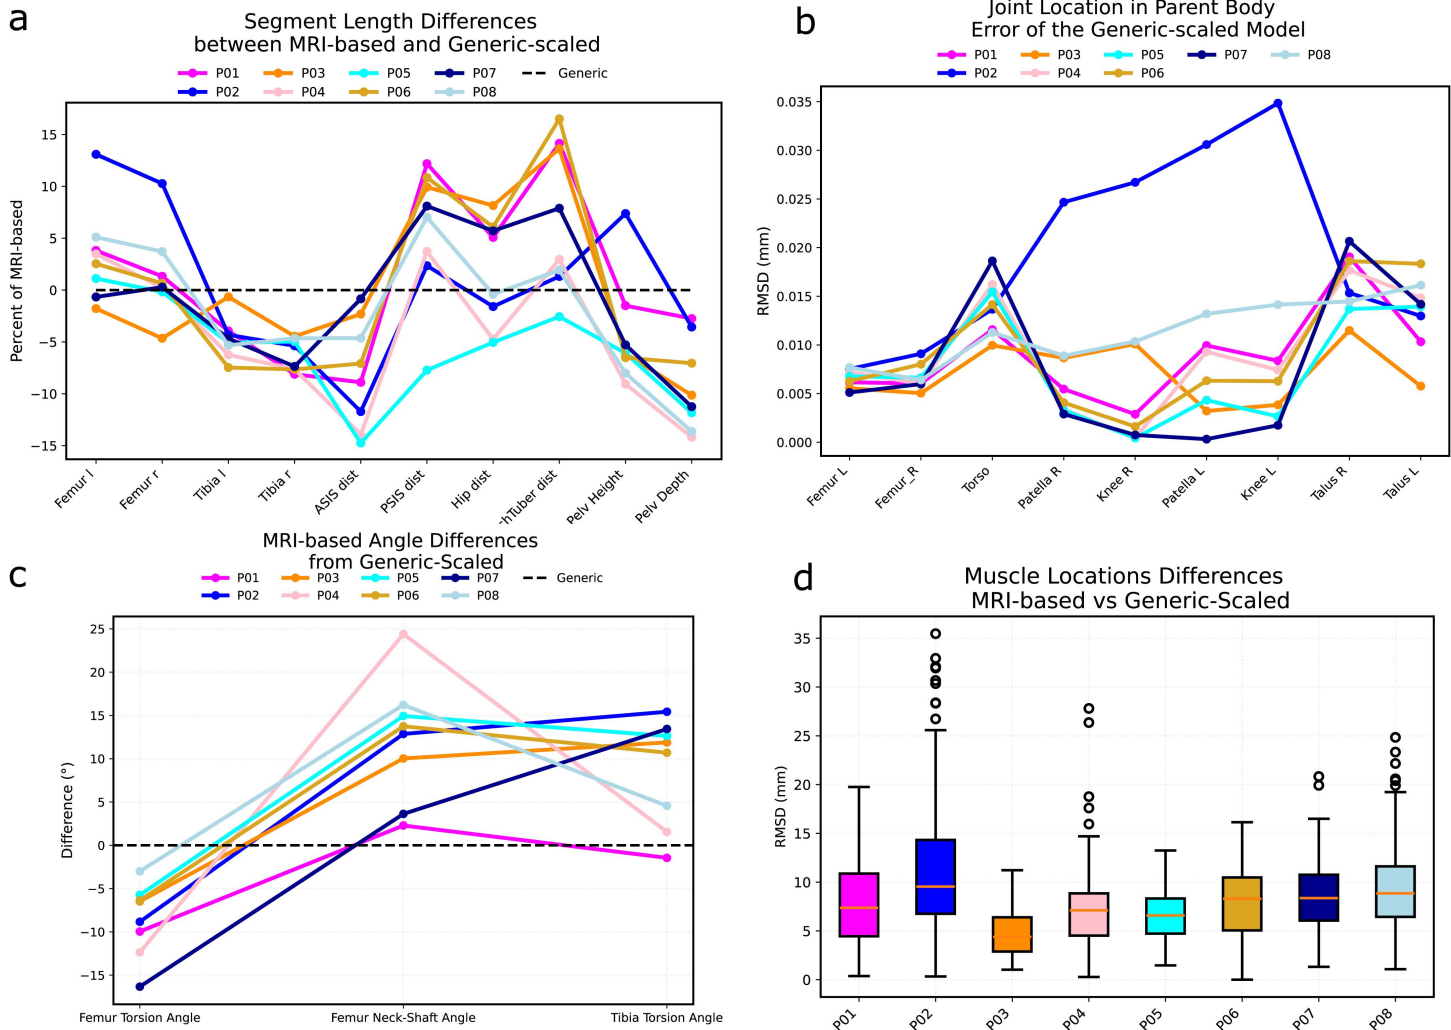 a
Segment Length Differences
between MRI-based and Generic-scaled
P01 P03 P05 P07 Generic
P02 P04 P06 P08
Percent of MRI-based
15
10
5
0
−5
−10
−15
Femur l
Femur r
Tibia l
Tibia r
ASIS dist
PSIS dist
Hip dist
-hTuber dist
Pelv Height
Pelv Depth
b
Joint Location in Parent Body
Error of the Generic-scaled Model
P01 P03 P05 P07 P08
P02 P04 P06
RMSD (mm)
0.035
0.030
0.025
0.020
0.015
0.010
0.005
0.000
Femur L
Femur_R
Torso
Patella R
Knee R
Patella L
Knee L
Talus R
Talus L
c
MRI-based Angle Differences
from Generic-Scaled
P01 P03 P05 P07 Generic
P02 P04 P06 P08
Difference (°)
25
20
15
10
5
0
−5
−10
−15
Femur Torsion Angle
Femur Neck-Shaft Angle
Tibia Torsion Angle
d
Muscle Locations Differences
MRI-based vs Generic-Scaled
RMSD (mm)
35
30
25
20
15
10
5
0
P01
P02
P03
P04
P05
P06
P07
P08